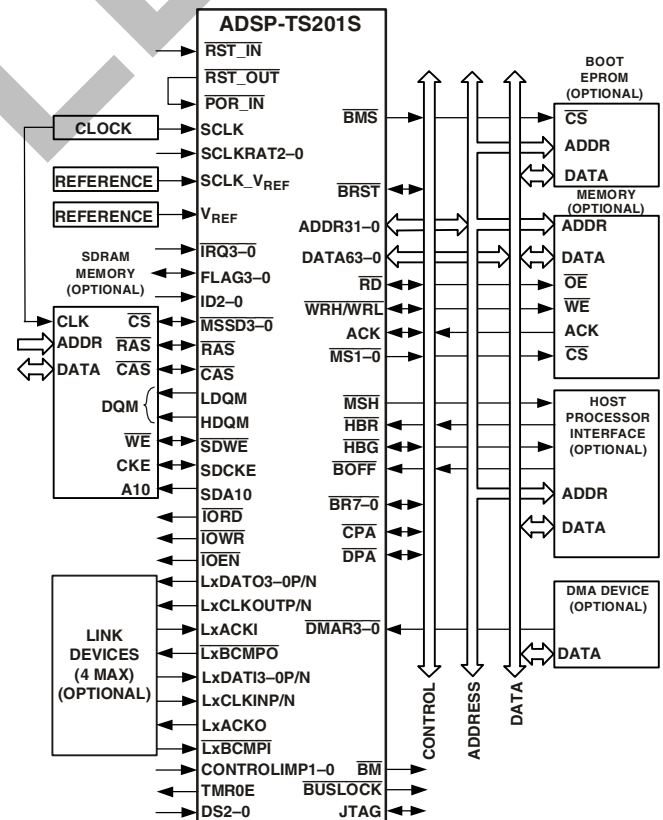 ADSP-TS201S
RST_IN
RST_OUT
POR_IN
CLOCK
SCLK
SCLKRAT2–0
REFERENCE
SCLK_VREF
REFERENCE
VREF
IRQ3–0
FLAG3–0
ID2–0
SDRAM
MEMORY
(OPTIONAL)
CLK
CS
MSSD3–0
ADDR
RAS
RAS
DATA
CAS
CAS
DQM
LDQM
HDQM
WE
SDWE
CKE
SDCKE
A10
SDA10
IORD
IOWR
IOEN
LINK
DEVICES
(4 MAX)
(OPTIONAL)
LxDATO3–0P/N
LxCLKOUTP/N
LxACKI
LxBCMPO
LxDATI3–0P/N
LxCLKINP/N
LxACKO
LxBCMPI
CONTROLIMP1–0
TMR0E
DS2–0
BMS
BRST
ADDR31–0
DATA63–0
RD
WRH/WRL
ACK
MS1–0
MSH
HBR
HBG
BOFF
BR7–0
CPA
DPA
DMAR3–0
BM
BUSLOCK
JTAG
CONTROL
ADDRESS
DATA
BOOT
EPROM
(OPTIONAL)
CS
ADDR
DATA
MEMORY
(OPTIONAL)
ADDR
DATA
OE
WE
ACK
CS
HOST
PROCESSOR
INTERFACE
(OPTIONAL)
ADDR
DATA
DMA DEVICE
(OPTIONAL)
DATA